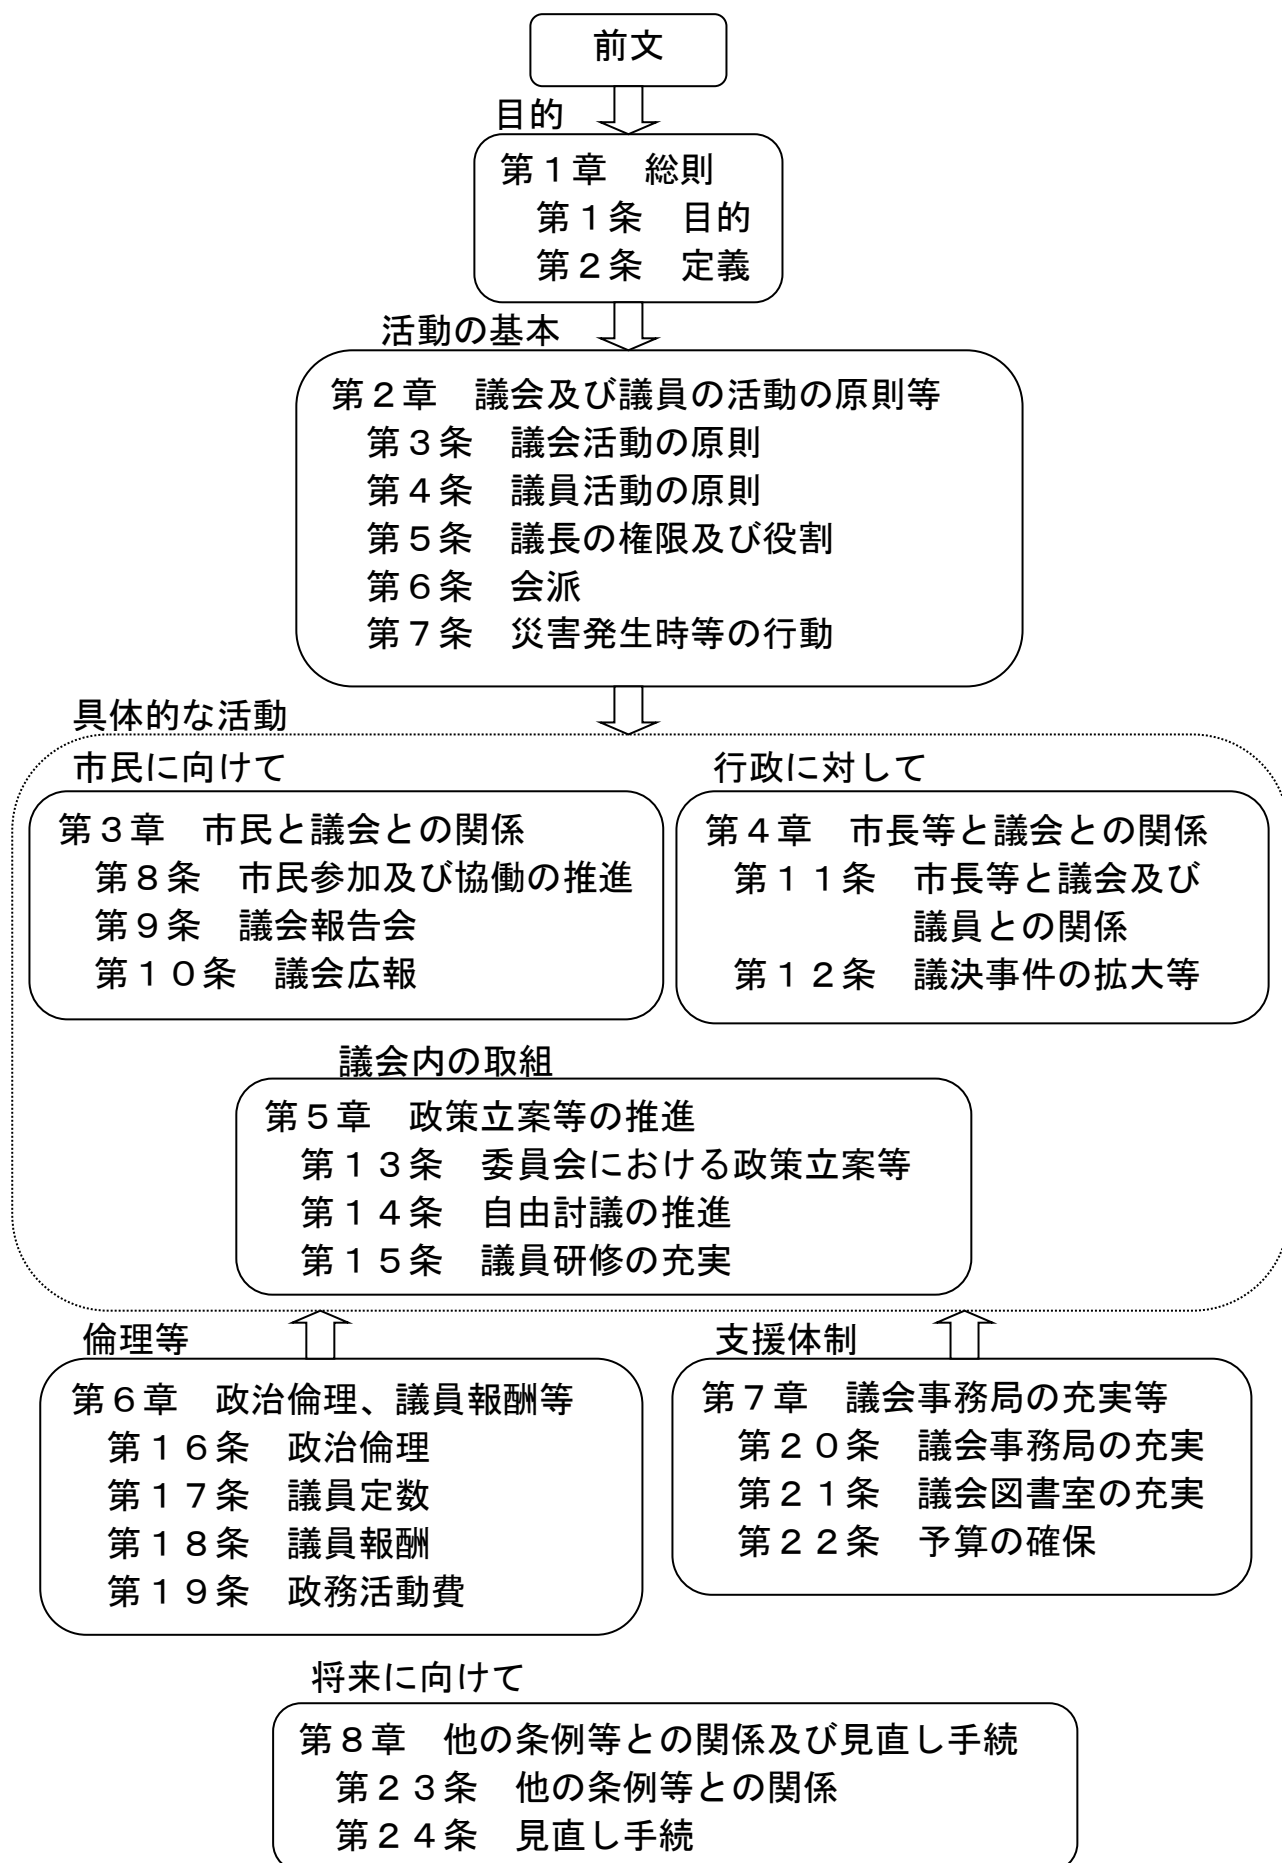 前文
目的
第１章　総則
第１条　目的
第２条　定義
活動の基本
第２章　議会及び議員の活動の原則等
第３条　議会活動の原則
第４条　議員活動の原則
第５条　議長の権限及び役割
第６条　会派
第７条　災害発生時等の行動
具体的な活動
市民に向けて
第３章　市民と議会との関係
第８条　市民参加及び協働の推進
第９条　議会報告会
第１０条　議会広報
行政に対して
第４章　市長等と議会との関係
第１１条　市長等と議会及び
議員との関係
第１２条　議決事件の拡大等
議会内の取組
第５章　政策立案等の推進
第１３条　委員会における政策立案等
第１４条　自由討議の推進
第１５条　議員研修の充実
倫理等
第６章　政治倫理、議員報酬等
第１６条　政治倫理
第１７条　議員定数
第１８条　議員報酬
第１９条　政務活動費
支援体制
第７章　議会事務局の充実等
第２０条　議会事務局の充実
第２１条　議会図書室の充実
第２２条　予算の確保
将来に向けて
第８章　他の条例等との関係及び見直し手続
第２３条　他の条例等との関係
第２４条　見直し手続